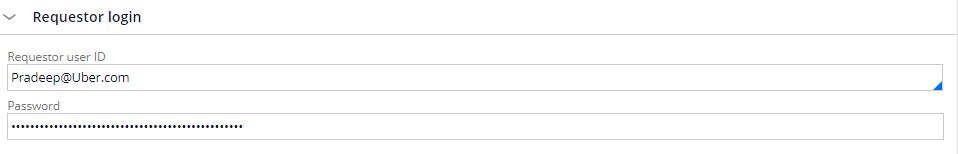 Requestor login
Requestor user ID
Pradeep@Uber.com
Password
••••••••••••••••••••••••••••••••••••••••••••••••